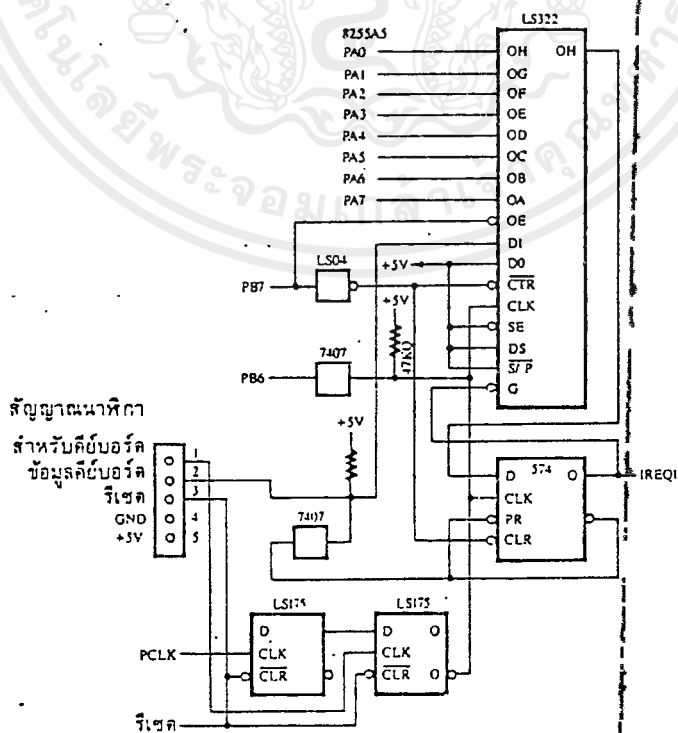 LS322
8255A5
PA0 OH OH
PA1 OG
PA2 OF
PA3 OE
PA4 OD
PA5 OC
PA6 OB
PA7 OA
OE
DI
LS04 +5V D0
PB7 CTR
+5V CLK
SE
47KΩ DS
PB6 7407 S/P
G
สัญญาณนาฬิกา
สำหรับคีย์บอร์ด 1
ข้อมูลคีย์บอร์ด 2
รีเซต 3
GND 4
+5V 5
+5V
7407
D 574 O IREQ1
CLK
PR
CLR
LS175 LS175
D D O
PCLK CLK CLK
CLR CLR O
รีเซต